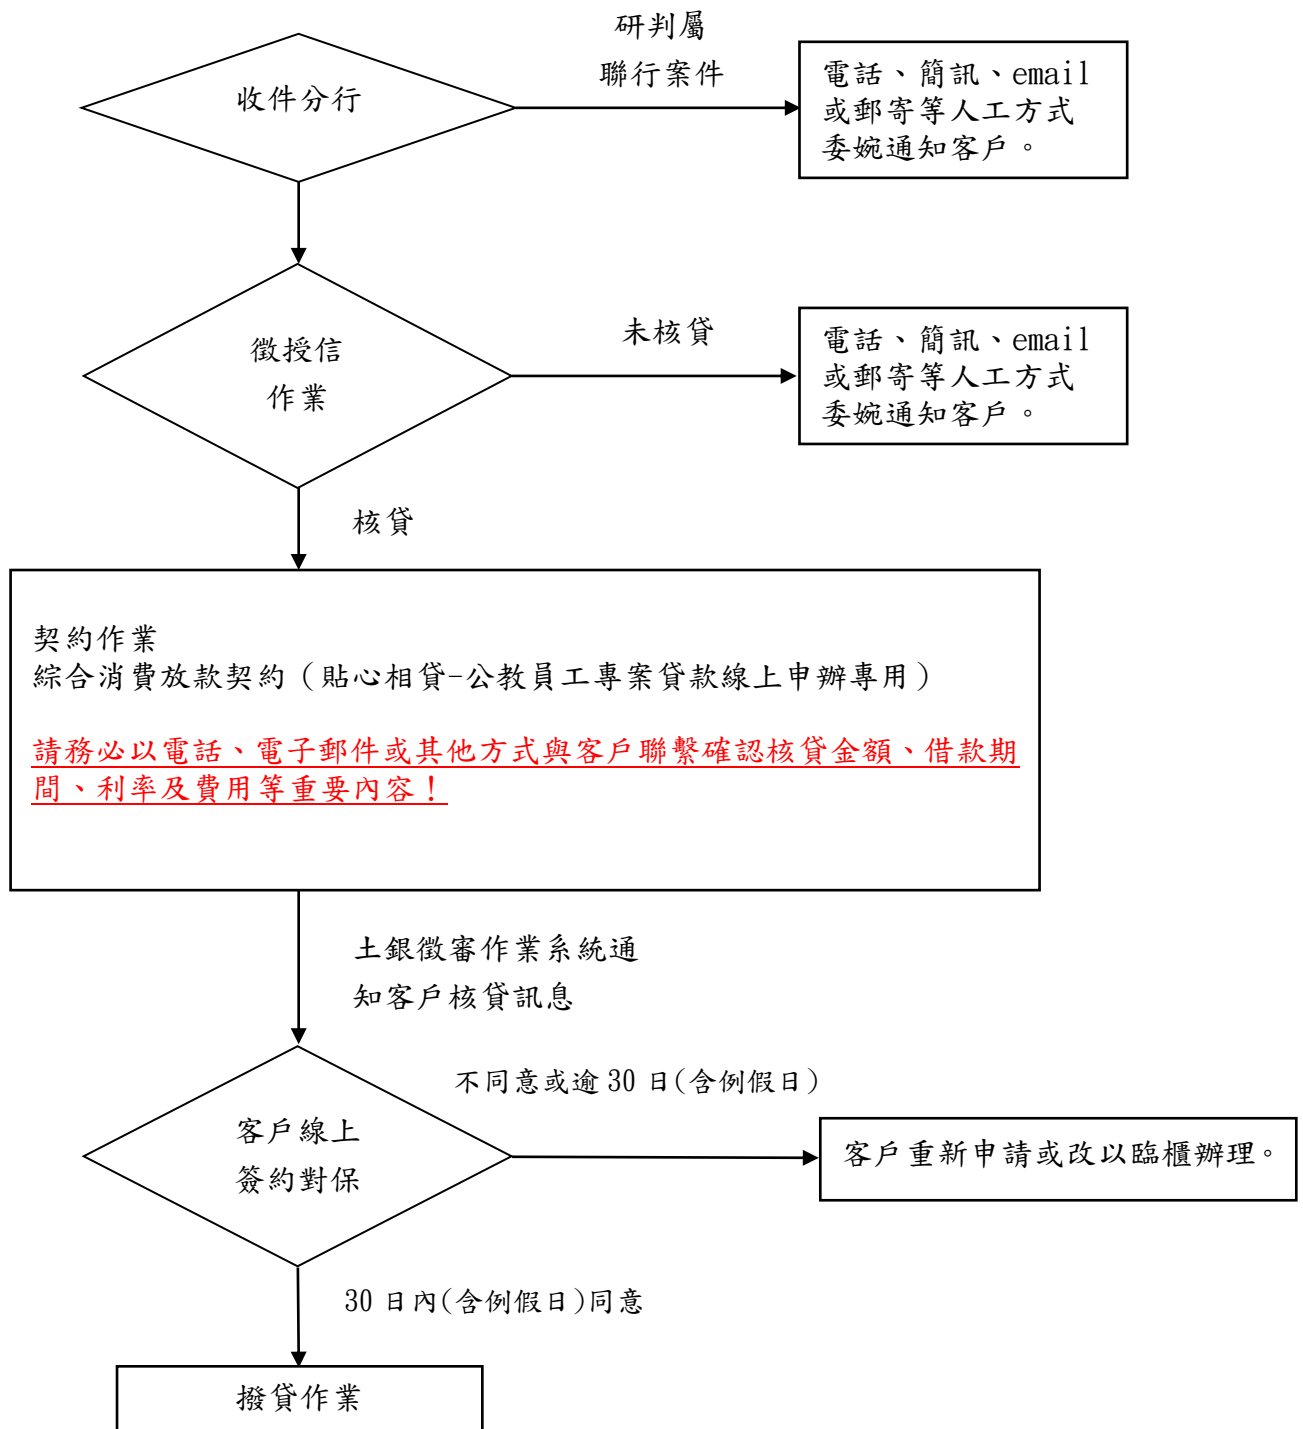 研判屬
聯行案件
收件分行
電話、簡訊、email
或郵寄等人工方式
委婉通知客戶。
徵授信
作業
未核貸
電話、簡訊、email
或郵寄等人工方式
委婉通知客戶。
核貸
契約作業
綜合消費放款契約（貼心相貸-公教員工專案貸款線上申辦專用）
請務必以電話、電子郵件或其他方式與客戶聯繫確認核貸金額、借款期
間、利率及費用等重要內容！
土銀徵審作業系統通
知客戶核貸訊息
不同意或逾 30 日(含例假日)
客戶線上
簽約對保
客戶重新申請或改以臨櫃辦理。
30 日內(含例假日)同意
撥貸作業